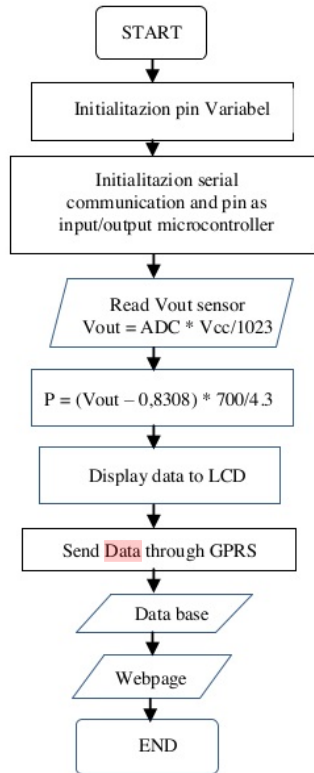 START
Initialitazion pin Variabel
Initialitazion serial
communication and pin as
input/output microcontroller
Read Vout sensor
Vout = ADC * Vcc/1023
P = (Vout – 0,8308) * 700/4.3
Display data to LCD
Send Data through GPRS
Data base
Webpage
END